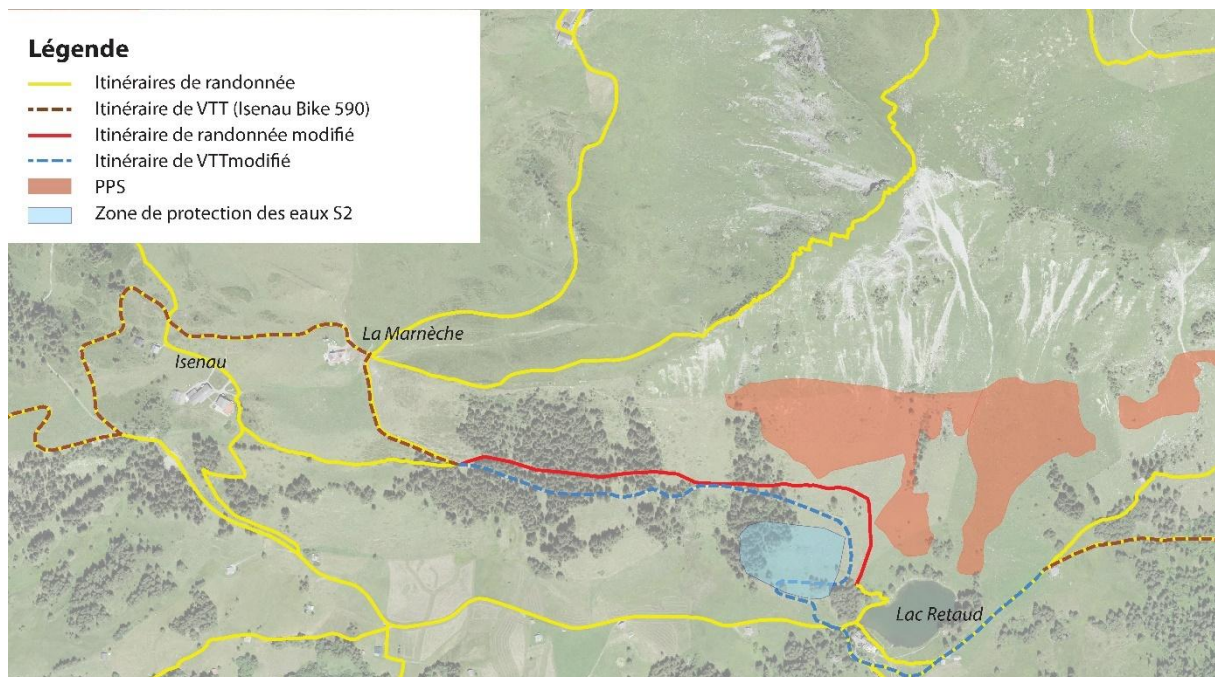 Légende
Itinéraires de randonnée
Itinéraire de VTT (Isenau Bike 590)
Itinéraire de randonnée modifié
Itinéraire de VTTmodifié
PPS
Zone de protection des eaux S2
La Marnèche
Isenau
Lac Retaud